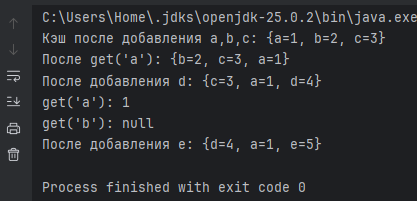 C:\Users\Home\.jdks\openjdk-25.0.2\bin\java.exe
Кэш после добавления a,b,c: {a=1, b=2, c=3}
После get('a'): {b=2, c=3, a=1}
После добавления d: {c=3, a=1, d=4}
get('a'): 1
get('b'): null
После добавления e: {d=4, a=1, e=5}
Process finished with exit code 0